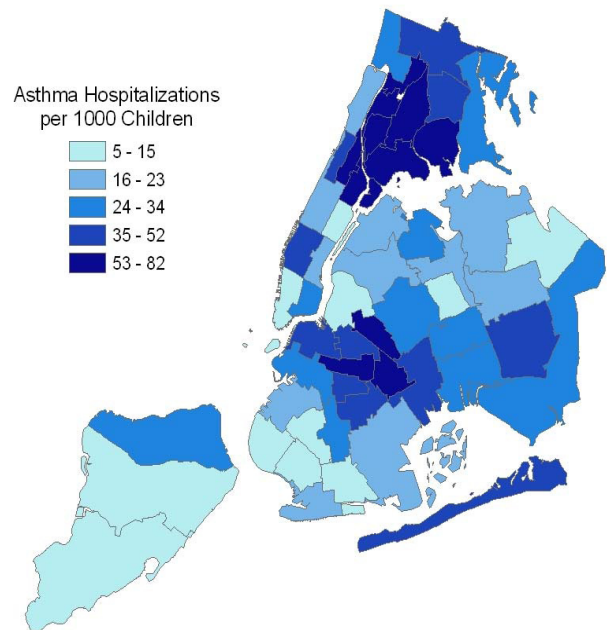 Asthma Hospitalizations
per 1000 Children
5 - 15
16 - 23
24 - 34
35 - 52
53 - 82